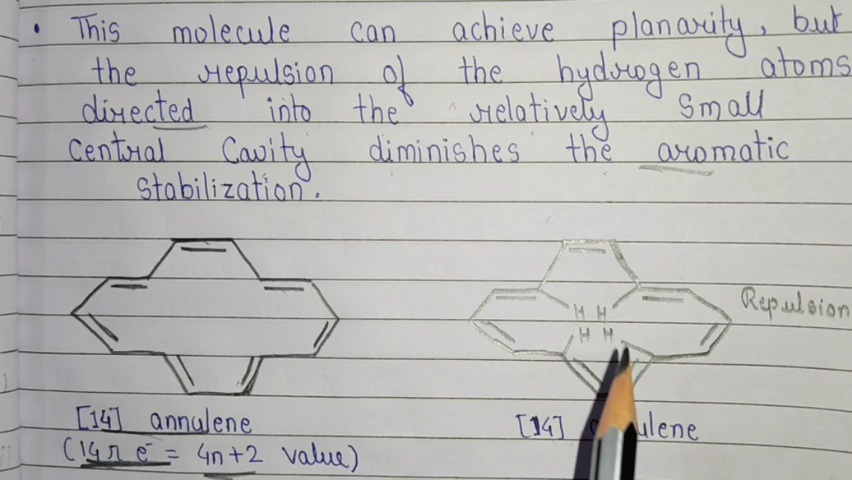 • This molecule can achieve planarity, but
the repulsion of the hydrogen atoms
directed into the relatively small
central cavity diminishes the aromatic
stabilization.
H H
H H
Repulsion
[14] annulene
[14]
(14π e⁻ = 4n+2 value)